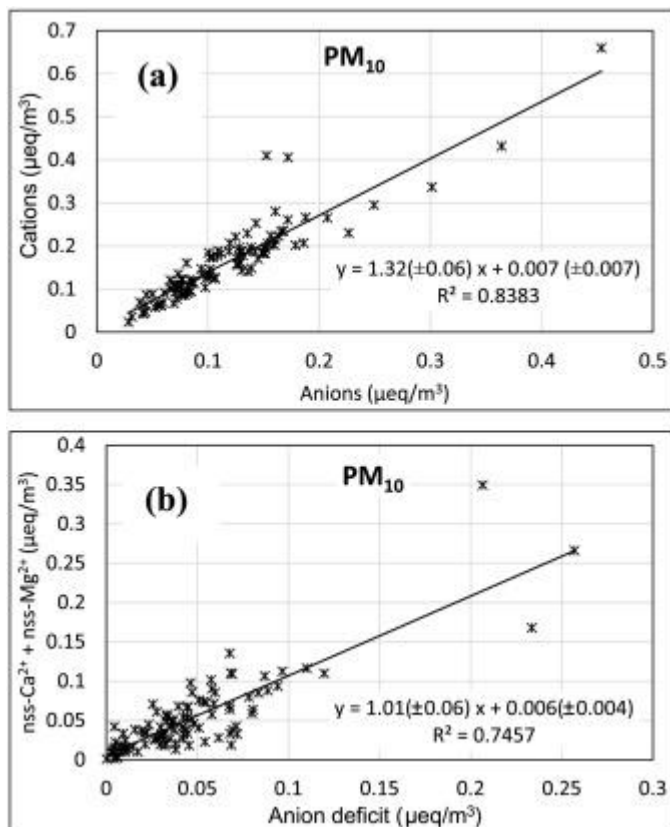 (a)
PM₁₀
Cations (μeq/m³)
0.7
0.6
0.5
0.4
0.3
0.2
0.1
0
y = 1.32(±0.06) x + 0.007 (±0.007)
R² = 0.8383
0 0.1 0.2 0.3 0.4 0.5
Anions (μeq/m³)
(b)
PM₁₀
nss-Ca²⁺ + nss-Mg²⁺ (μeq/m³)
0.4
0.35
0.3
0.25
0.2
0.15
0.1
0.05
0
y = 1.01(±0.06) x + 0.006(±0.004)
R² = 0.7457
0 0.05 0.1 0.15 0.2 0.25 0.3
Anion deficit (μeq/m³)